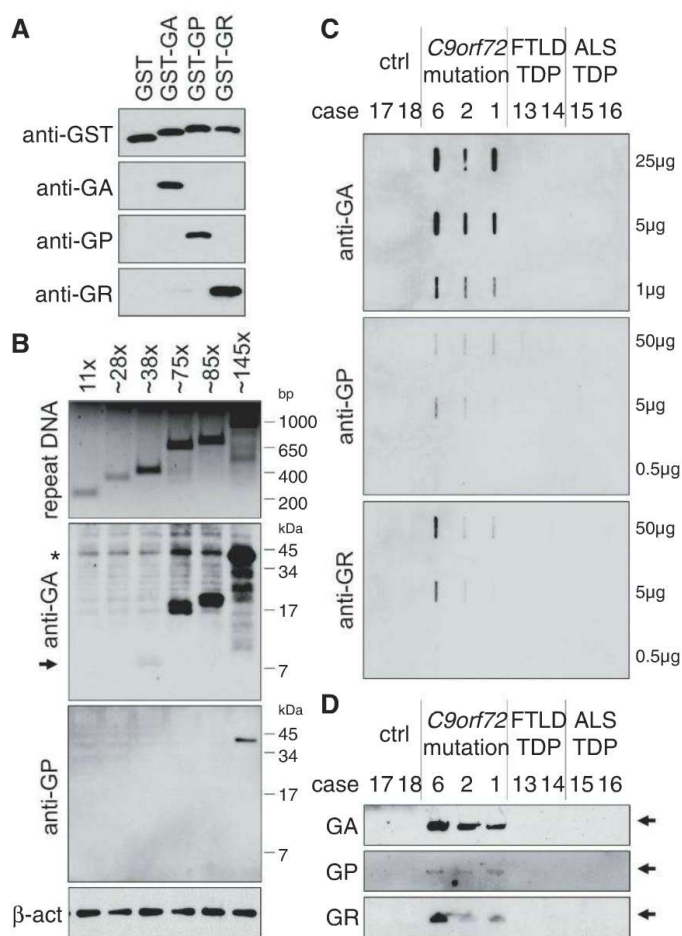 A
GST
GST-GA
GST-GP
GST-GR
anti-GST
anti-GA
anti-GP
anti-GR
B
11x
~28x
~38x
~75x
~85x
~145x
bp
repeat DNA
1000
650
400
200
kDa
anti-GA *
45
34
17
7
kDa
anti-GP
45
34
17
7
β-act
C
ctrl C9orf72 mutation FTLD TDP ALS TDP
case 17 18 6 2 1 13 14 15 16
anti-GA
25µg
5µg
1µg
anti-GP
50µg
5µg
0.5µg
anti-GR
50µg
5µg
0.5µg
D
ctrl C9orf72 mutation FTLD TDP ALS TDP
case 17 18 6 2 1 13 14 15 16
GA
GP
GR